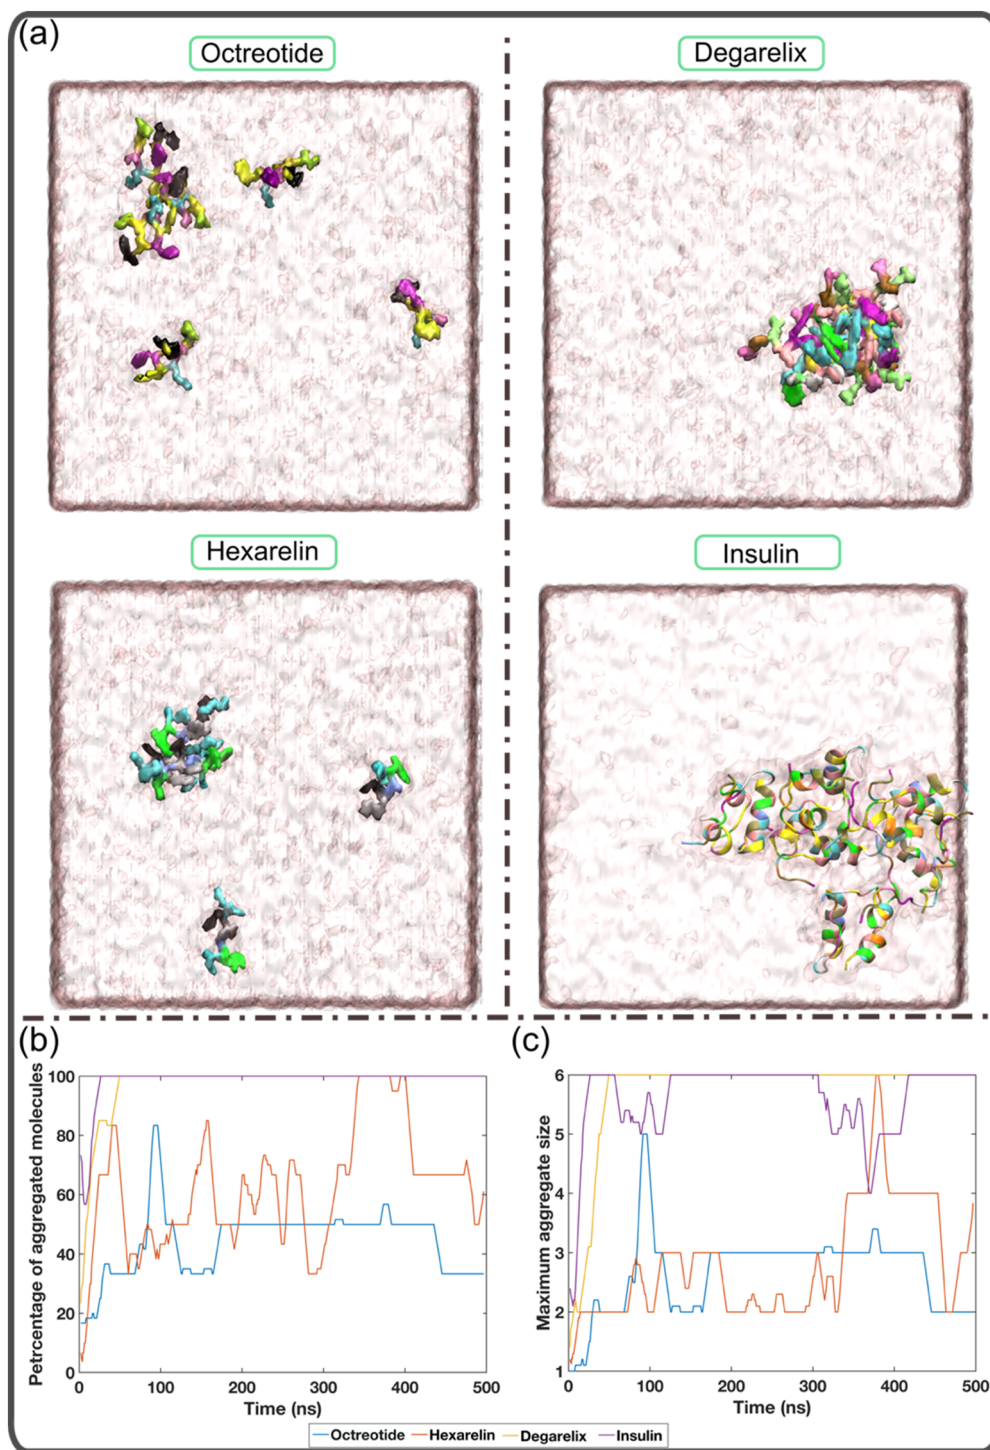 (a)
Octreotide
Degarelix
Hexarelin
Insulin
(b)
Petrcentage of aggregated molecules
100
80
60
40
20
0
0 100 200 300 400 500
Time (ns)
(c)
Maximum aggregate size
6
5
4
3
2
1
0 100 200 300 400 500
Time (ns)
Octreotide Hexarelin Degarelix Insulin